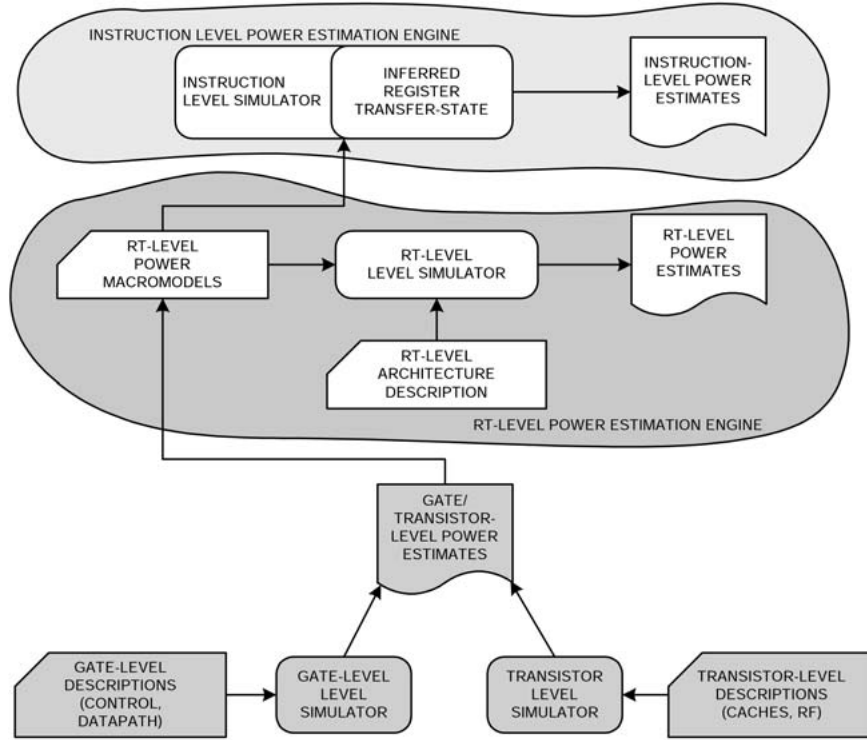 INSTRUCTION LEVEL POWER ESTIMATION ENGINE
INSTRUCTION
LEVEL SIMULATOR
INFERRED
REGISTER
TRANSFER-STATE
INSTRUCTION-
LEVEL POWER
ESTIMATES
RT-LEVEL
POWER
MACROMODELS
RT-LEVEL
LEVEL SIMULATOR
RT-LEVEL
POWER
ESTIMATES
RT-LEVEL
ARCHITECTURE
DESCRIPTION
RT-LEVEL POWER ESTIMATION ENGINE
GATE/
TRANSISTOR-
LEVEL POWER
ESTIMATES
GATE-LEVEL
DESCRIPTIONS
(CONTROL,
DATAPATH)
GATE-LEVEL
LEVEL
SIMULATOR
TRANSISTOR
LEVEL
SIMULATOR
TRANSISTOR-LEVEL
DESCRIPTIONS
(CACHES, RF)